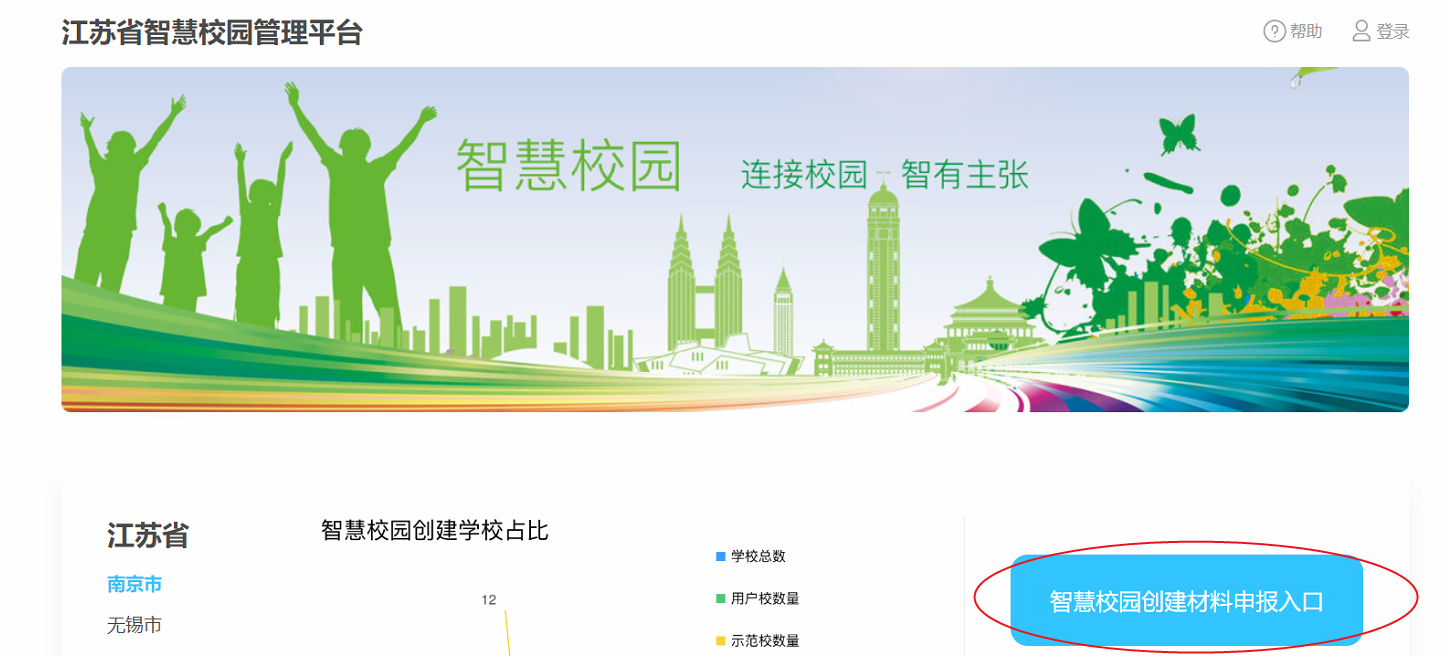 江苏省智慧校园管理平台
帮助
登录
智慧校园
连接校园 智有主张
江苏省
南京市
无锡市
智慧校园创建学校占比
12
学校总数
用户校数量
示范校数量
智慧校园创建材料申报入口